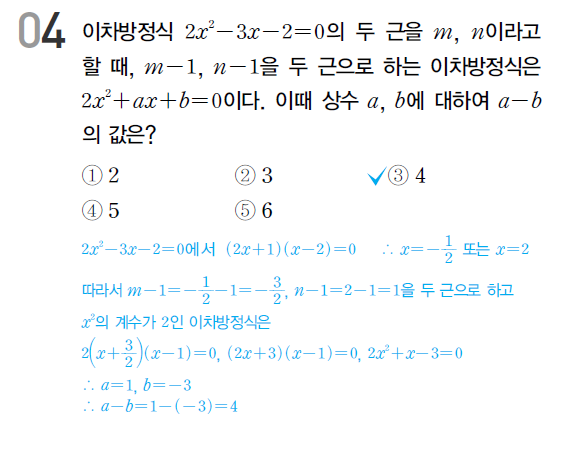 04 이차방정식 2x²-3x-2=0의 두 근을 m, n이라고
할 때, m-1, n-1을 두 근으로 하는 이차방정식은
2x²+ax+b=0이다. 이때 상수 a, b에 대하여 a-b
의 값은?
① 2 ② 3 ✓③ 4
④ 5 ⑤ 6
2x²-3x-2=0에서 (2x+1)(x-2)=0 ∴ x=-1/2 또는 x=2
따라서 m-1=-1/2-1=-3/2, n-1=2-1=1을 두 근으로 하고
x²의 계수가 2인 이차방정식은
2(x+3/2)(x-1)=0, (2x+3)(x-1)=0, 2x²+x-3=0
∴ a=1, b=-3
∴ a-b=1-(-3)=4